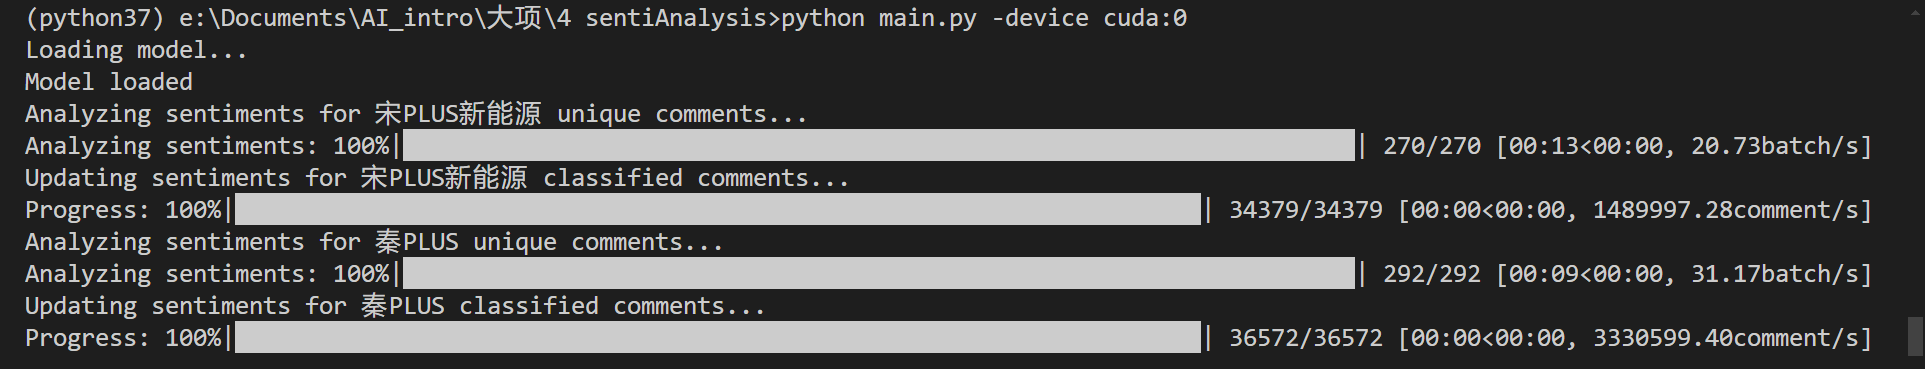 (python37) e:\Documents\AI_intro\大项\4 sentiAnalysis>python main.py -device cuda:0
Loading model...
Model loaded
Analyzing sentiments for 宋PLUS新能源 unique comments...
Analyzing sentiments: 100%|| 270/270 [00:13<00:00, 20.73batch/s]
Updating sentiments for 宋PLUS新能源 classified comments...
Progress: 100%|| 34379/34379 [00:00<00:00, 1489997.28comment/s]
Analyzing sentiments for 秦PLUS unique comments...
Analyzing sentiments: 100%|| 292/292 [00:09<00:00, 31.17batch/s]
Updating sentiments for 秦PLUS classified comments...
Progress: 100%|| 36572/36572 [00:00<00:00, 3330599.40comment/s]